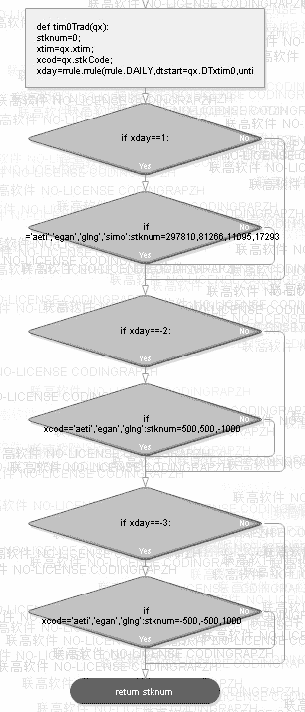 def tim0Trad(qx):
stknum=0;
xtim=qx.xtim;
xcod=qx.stkCode;
xday=rrule.rrule(rrule.DAILY,dtstart=qx.DTxtim0,unti
if xday==1:
No
Yes
if
='aeti','egan','glng','simo':stknum=297810,81266,11095,17293
No
Yes
if xday==-2:
No
Yes
if
xcod=='aeti','egan','glng':stknum=500,500,-1000
No
Yes
if xday==-3:
No
Yes
if
xcod=='aeti','egan','glng':stknum=-500,-500,1000
No
Yes
return stknum
联高软件 NO-LICENSE CODINGRAPZH